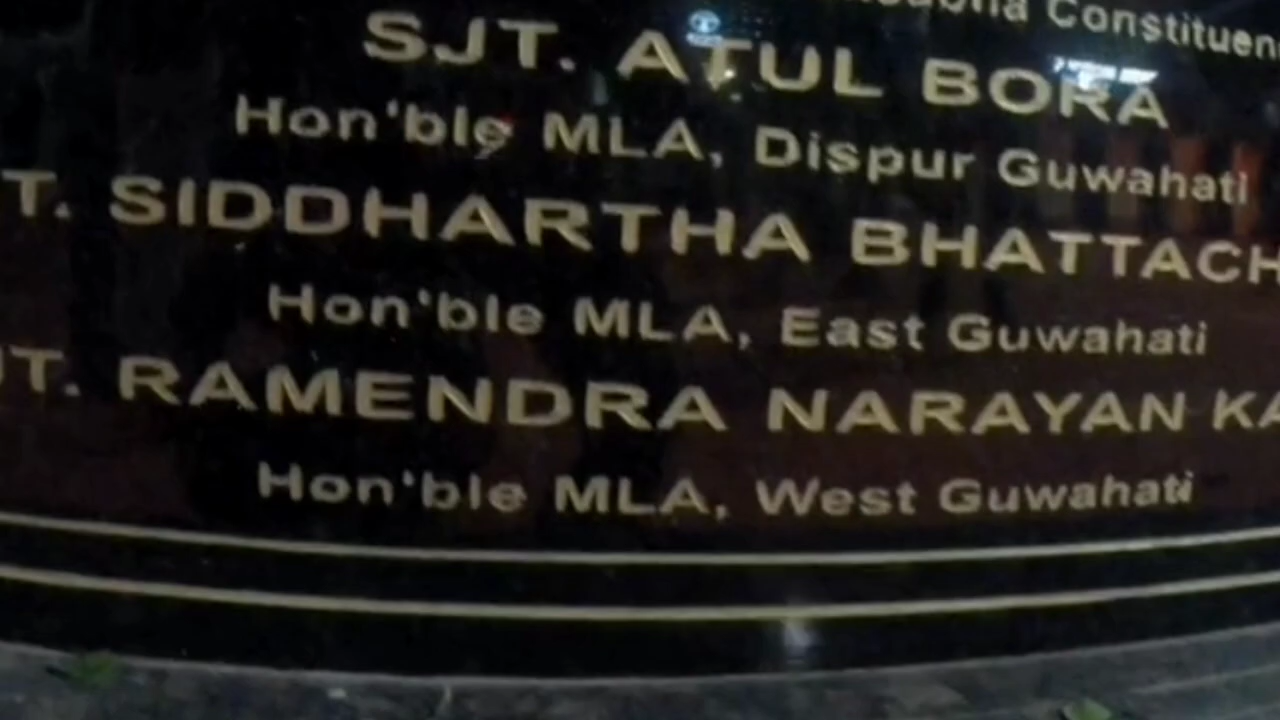 Constituen
SJT. ATUL BORA
Hon'ble MLA, Dispur Guwahati
T. SIDDHARTHA BHATTACH
Hon'ble MLA, East Guwahati
JT. RAMENDRA NARAYAN KA
Hon'ble MLA, West Guwahati